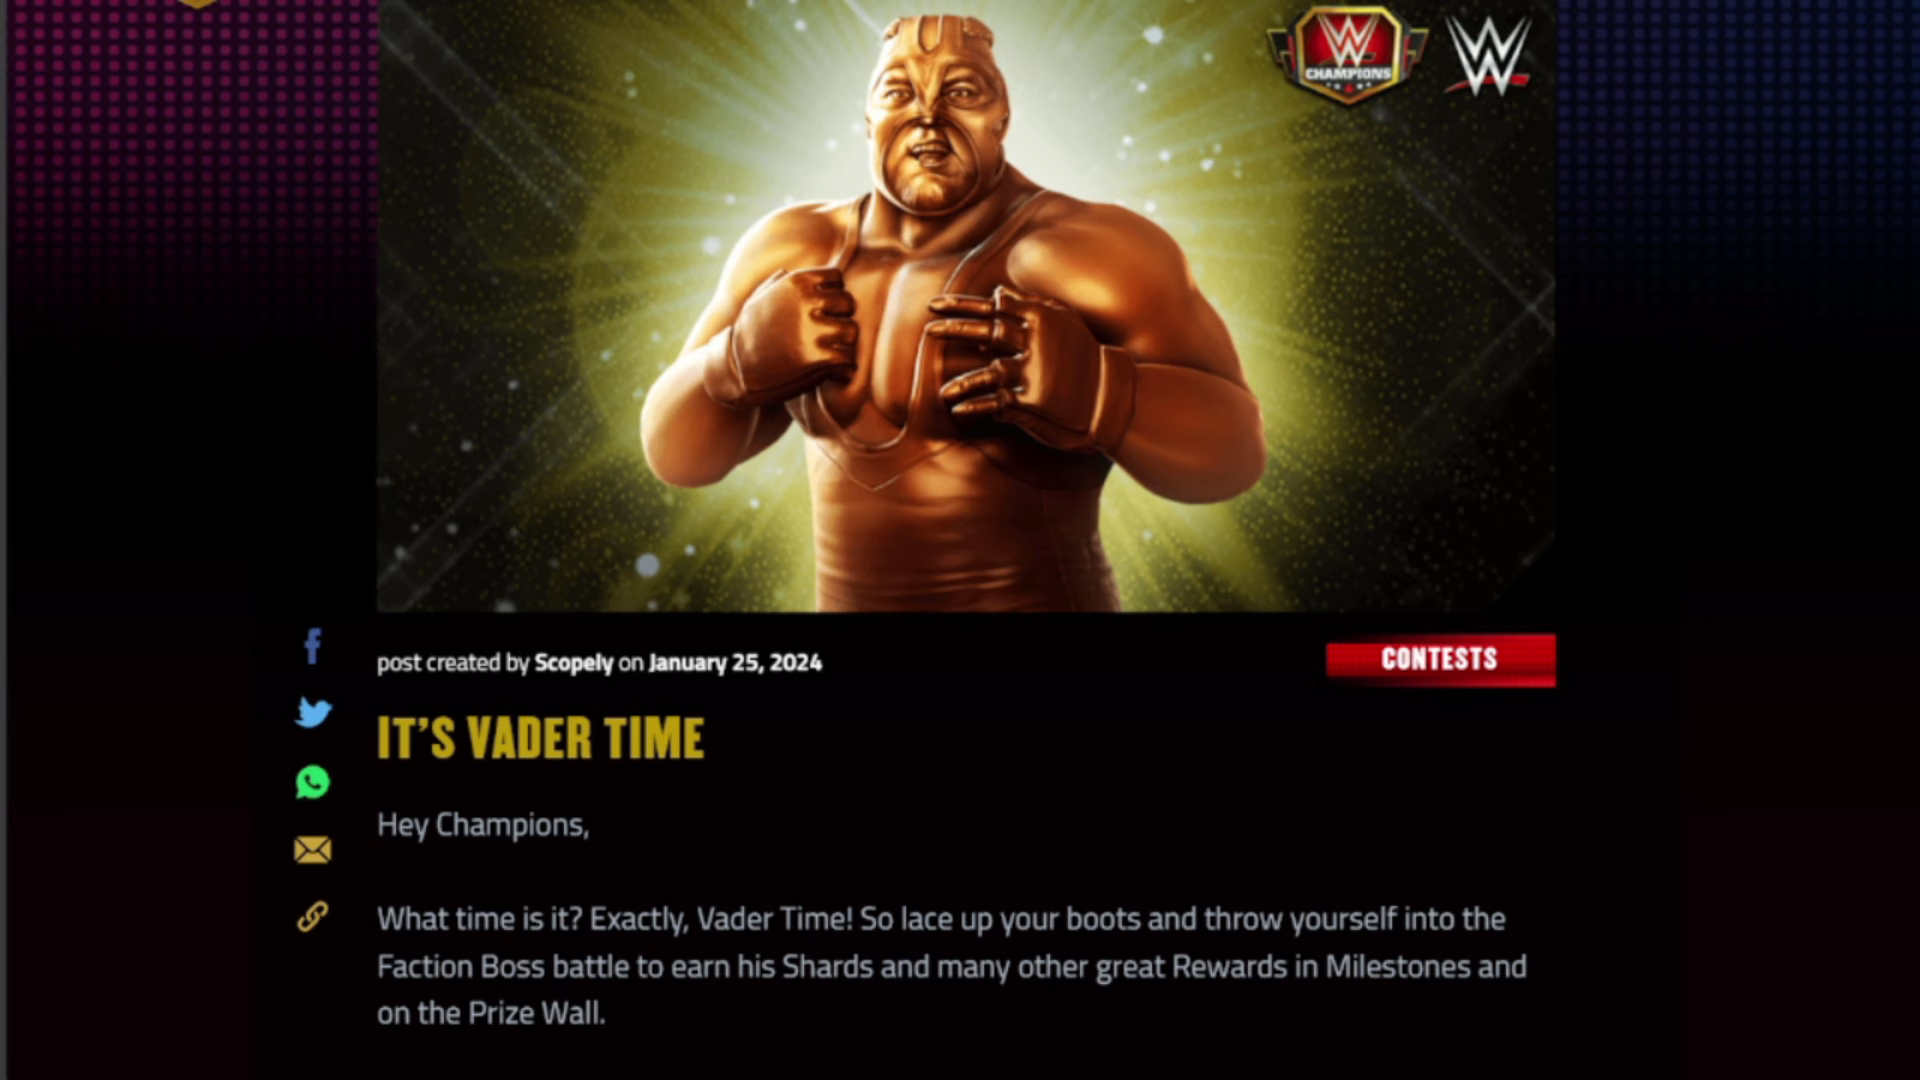 CHAMPIONS
post created by Scopely on January 25, 2024
CONTESTS
IT’S VADER TIME
Hey Champions,
What time is it? Exactly, Vader Time! So lace up your boots and throw yourself into the
Faction Boss battle to earn his Shards and many other great Rewards in Milestones and
on the Prize Wall.